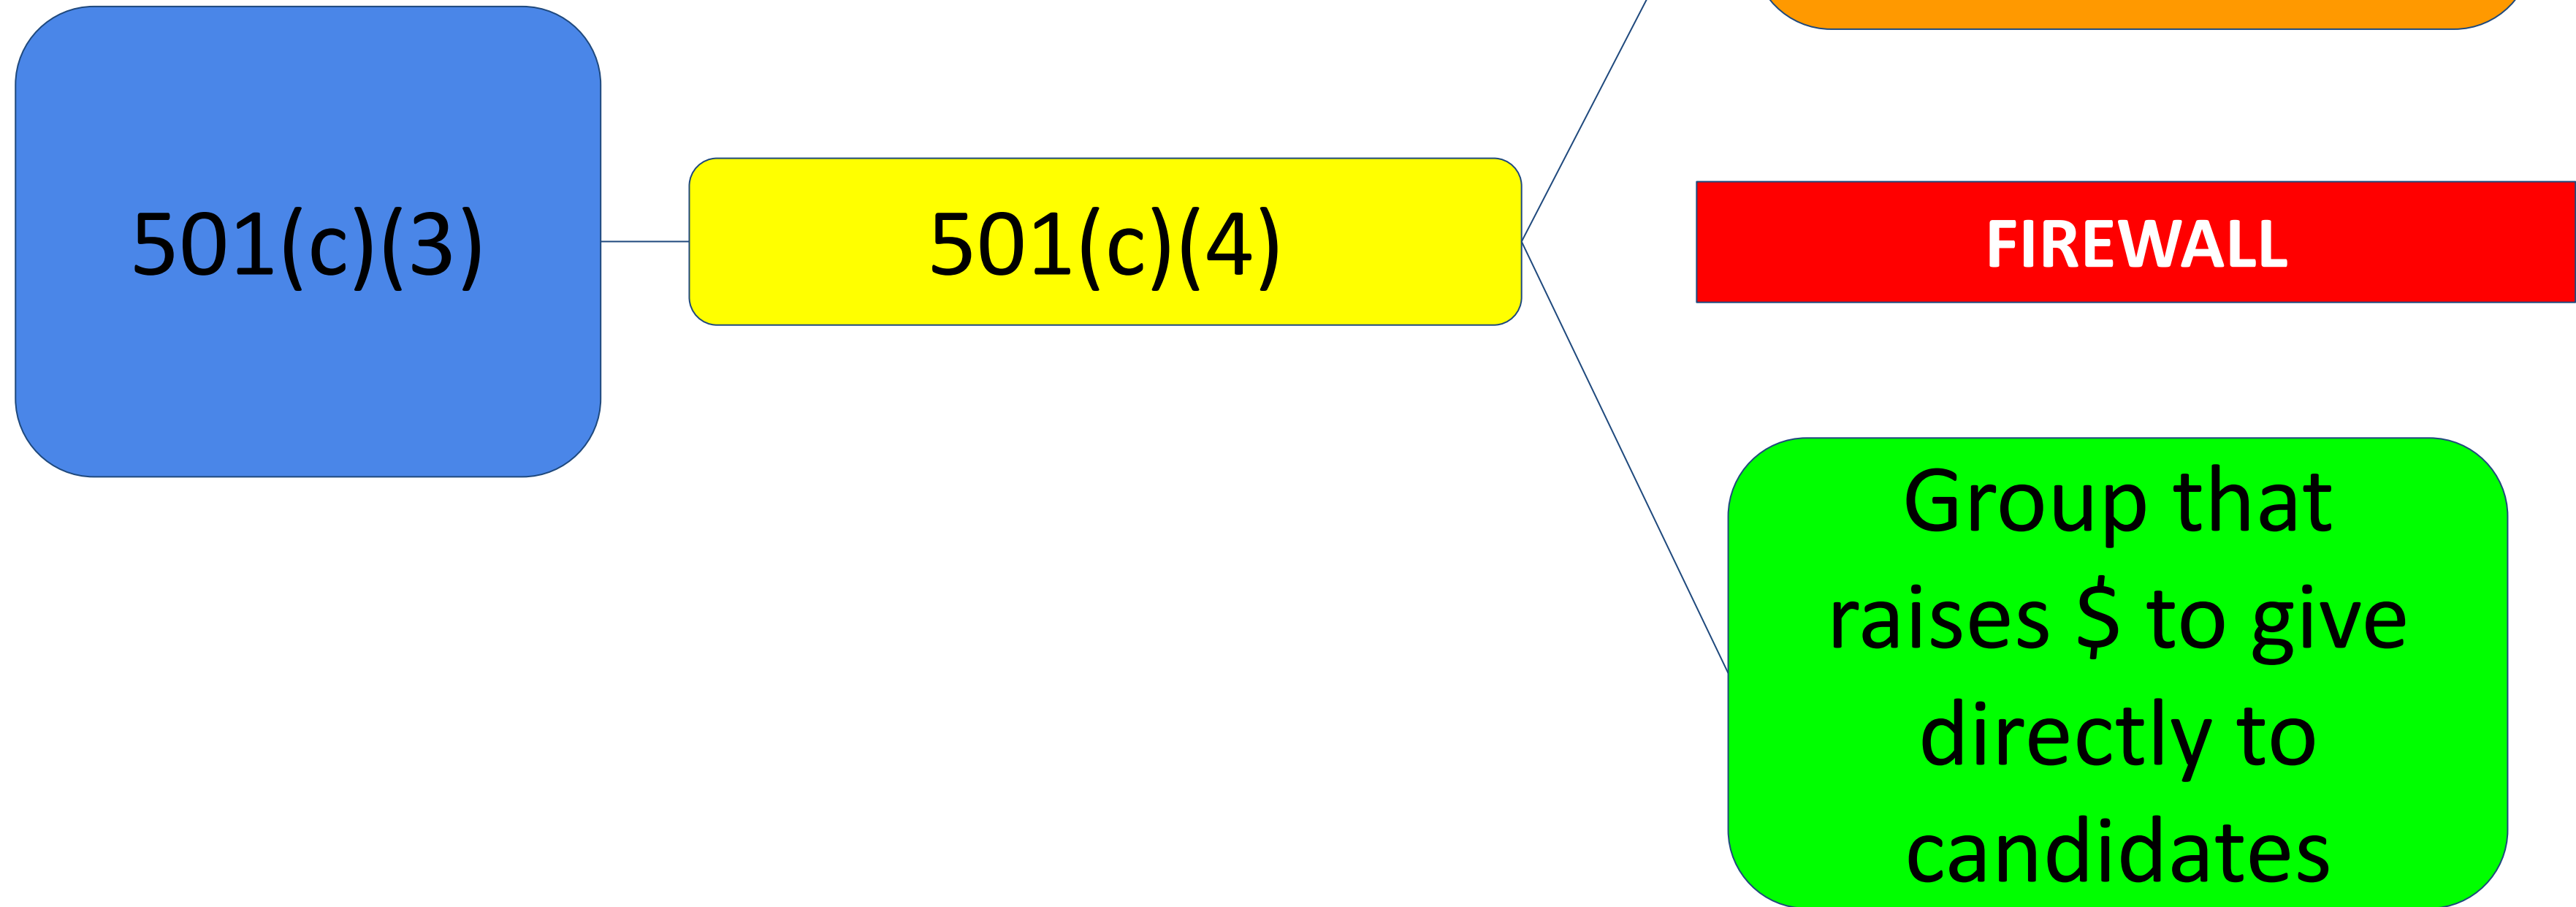 501(c)(3)
501(c)(4)
FIREWALL
Group that
raises $ to give
directly to
candidates